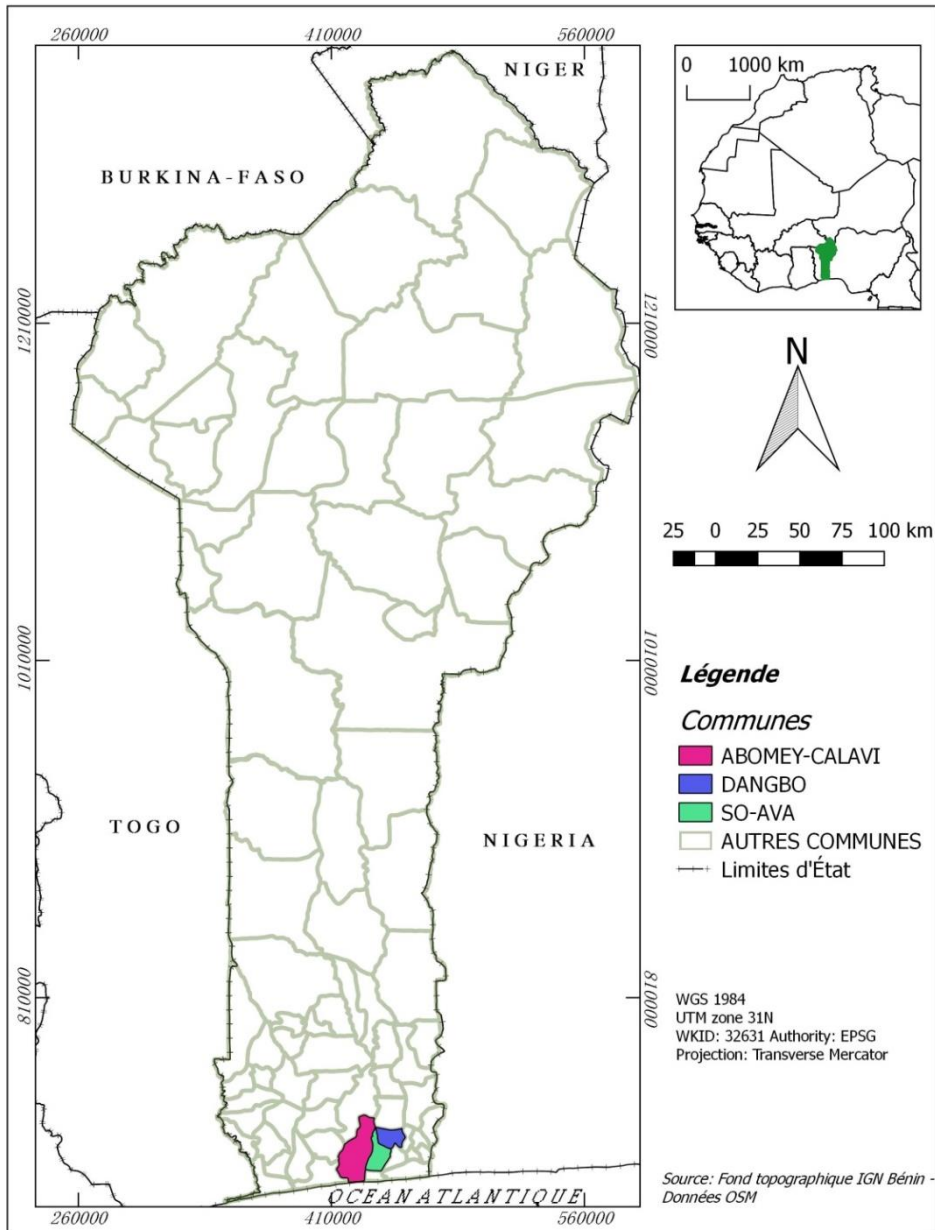 260000
410000
560000
NIGER
BURKINA-FASO
0 1000 km
1210000
1210000
N
25 0 25 50 75 100 km
1010000
1010000
Légende
Communes
ABOMEY-CALAVI
DANGBO
SO-AVA
AUTRES COMMUNES
Limites d'État
TOGO
NIGERIA
810000
810000
WGS 1984
UTM zone 31N
WKID: 32631 Authority: EPSG
Projection: Transverse Mercator
OCEAN ATLANTIQUE
Source: Fond topographique IGN Bénin -
Données OSM
260000
410000
560000